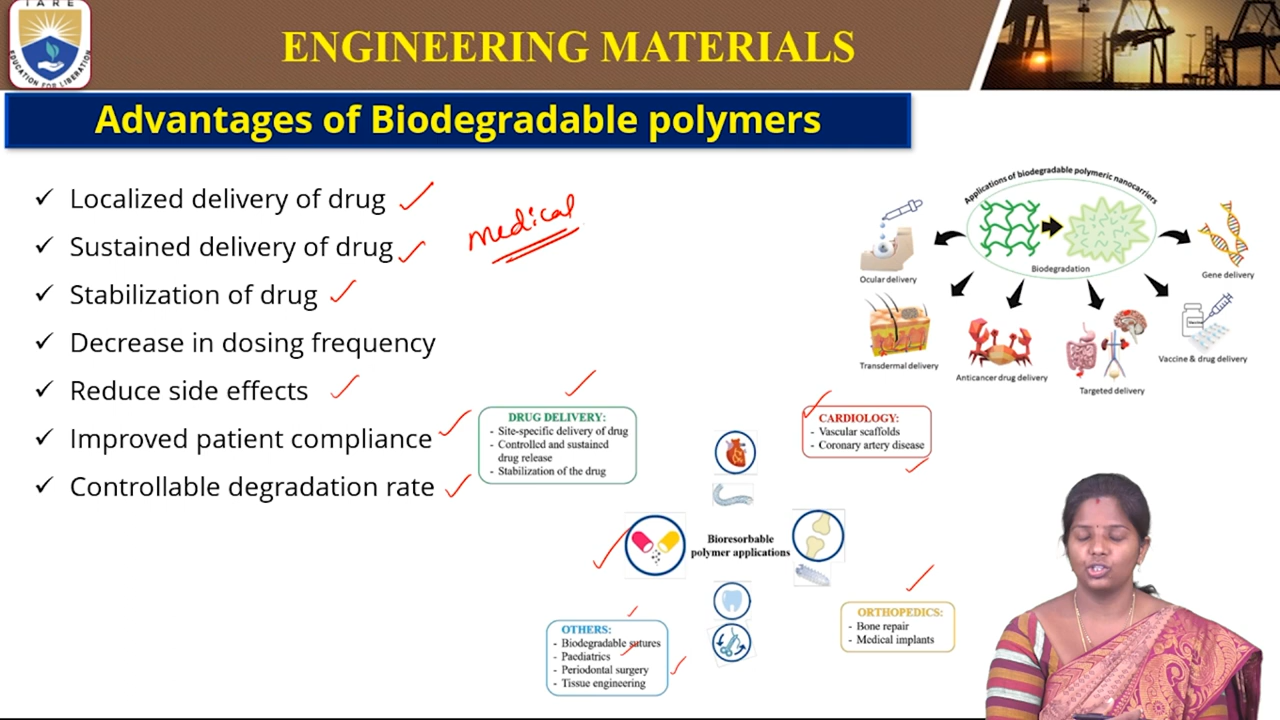 IARE
EDUCATION FOR LIBERATION
ENGINEERING MATERIALS
Advantages of Biodegradable polymers
✓ Localized delivery of drug
✓ Sustained delivery of drug
✓ Stabilization of drug
✓ Decrease in dosing frequency
✓ Reduce side effects
✓ Improved patient compliance
✓ Controllable degradation rate
medical
Applications of biodegradable polymeric nanocarriers
Biodegradation
Ocular delivery
Gene delivery
Transdermal delivery
Anticancer drug delivery
Targeted delivery
Vaccine
Vaccine & drug delivery
DRUG DELIVERY:
- Site-specific delivery of drug
- Controlled and sustained
drug release
- Stabilization of the drug
CARDIOLOGY:
- Vascular scaffolds
- Coronary artery disease
Bioresorbable
polymer applications
OTHERS:
- Biodegradable sutures
- Paediatrics
- Periodontal surgery
- Tissue engineering
ORTHOPEDICS:
- Bone repair
- Medical implants